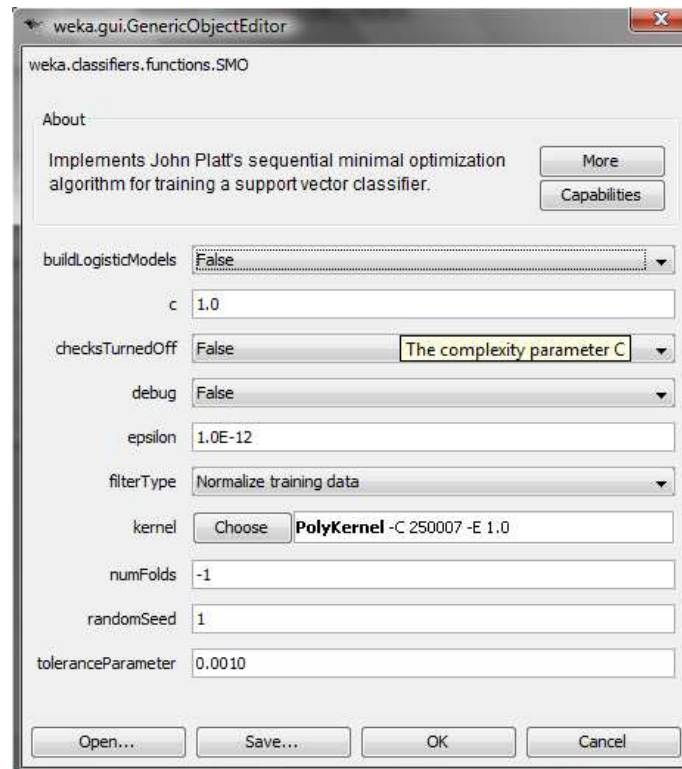 weka.gui.GenericObjectEditor
weka.classifiers.functions.SMO
About
Implements John Platt's sequential minimal optimization
algorithm for training a support vector classifier.
More
Capabilities
buildLogisticModels False
c 1.0
checksTurnedOff False
The complexity parameter C
debug False
epsilon 1.0E-12
filterType Normalize training data
kernel Choose PolyKernel -C 250007 -E 1.0
numFolds -1
randomSeed 1
toleranceParameter 0.0010
Open... Save... OK Cancel